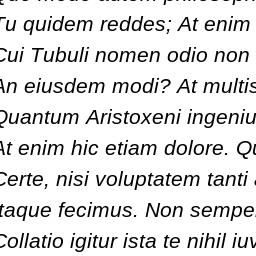 Tu quidem reddes; At enim
Cui Tubuli nomen odio non
An eiusdem modi? At multis
Quantum Aristoxeni ingeniu
At enim hic etiam dolore. Qu
Certe, nisi voluptatem tanti
itaque fecimus. Non sempe
Collatio igitur ista te nihil iuv